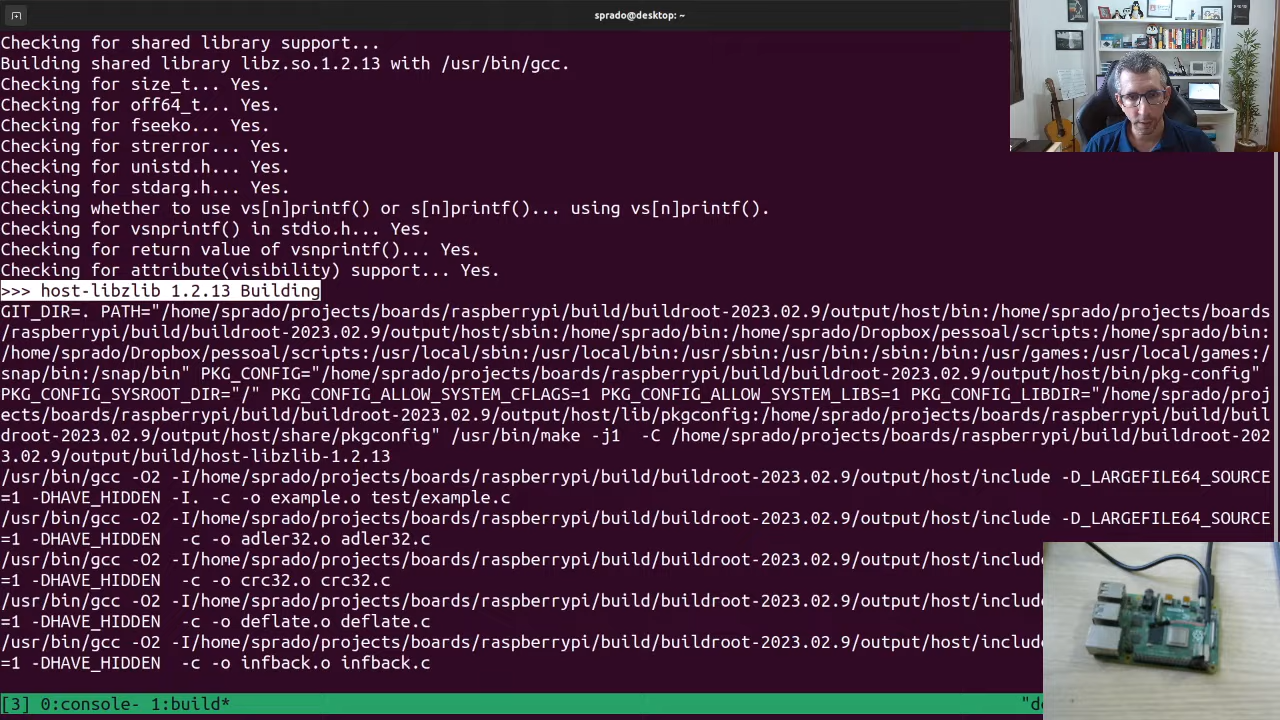 sprado@desktop: ~
Checking for shared library support...
Building shared library libz.so.1.2.13 with /usr/bin/gcc.
Checking for size_t... Yes.
Checking for off64_t... Yes.
Checking for fseeko... Yes.
Checking for strerror... Yes.
Checking for unistd.h... Yes.
Checking for stdarg.h... Yes.
Checking whether to use vs[n]printf() or s[n]printf()... using vs[n]printf().
Checking for vsnprintf() in stdio.h... Yes.
Checking for return value of vsnprintf()... Yes.
Checking for attribute(visibility) support... Yes.
>>> host-libzlib 1.2.13 Building
GIT_DIR=. PATH="/home/sprado/projects/boards/raspberrypi/build/buildroot-2023.02.9/output/host/bin:/home/sprado/projects/boards
/raspberrypi/build/buildroot-2023.02.9/output/host/sbin:/home/sprado/bin:/home/sprado/Dropbox/pessoal/scripts:/home/sprado/bin:
/home/sprado/Dropbox/pessoal/scripts:/usr/local/sbin:/usr/local/bin:/usr/sbin:/usr/bin:/sbin:/bin:/usr/games:/usr/local/games:/
snap/bin:/snap/bin" PKG_CONFIG="/home/sprado/projects/boards/raspberrypi/build/buildroot-2023.02.9/output/host/bin/pkg-config"
PKG_CONFIG_SYSROOT_DIR="/" PKG_CONFIG_ALLOW_SYSTEM_CFLAGS=1 PKG_CONFIG_ALLOW_SYSTEM_LIBS=1 PKG_CONFIG_LIBDIR="/home/sprado/proj
ects/boards/raspberrypi/build/buildroot-2023.02.9/output/host/lib/pkgconfig:/home/sprado/projects/boards/raspberrypi/build/buil
droot-2023.02.9/output/host/share/pkgconfig" /usr/bin/make -j1  -C /home/sprado/projects/boards/raspberrypi/build/buildroot-202
3.02.9/output/build/host-libzlib-1.2.13
/usr/bin/gcc -O2 -I/home/sprado/projects/boards/raspberrypi/build/buildroot-2023.02.9/output/host/include -D_LARGEFILE64_SOURCE
=1 -DHAVE_HIDDEN -I. -c -o example.o test/example.c
/usr/bin/gcc -O2 -I/home/sprado/projects/boards/raspberrypi/build/buildroot-2023.02.9/output/host/include -D_LARGEFILE64_SOURCE
=1 -DHAVE_HIDDEN  -c -o adler32.o adler32.c
/usr/bin/gcc -O2 -I/home/sprado/projects/boards/raspberrypi/build/buildroot-2023.02.9/output/host/include
=1 -DHAVE_HIDDEN  -c -o crc32.o crc32.c
/usr/bin/gcc -O2 -I/home/sprado/projects/boards/raspberrypi/build/buildroot-2023.02.9/output/host/include
=1 -DHAVE_HIDDEN  -c -o deflate.o deflate.c
/usr/bin/gcc -O2 -I/home/sprado/projects/boards/raspberrypi/build/buildroot-2023.02.9/output/host/include
=1 -DHAVE_HIDDEN  -c -o infback.o infback.c
[3] 0:console- 1:build*